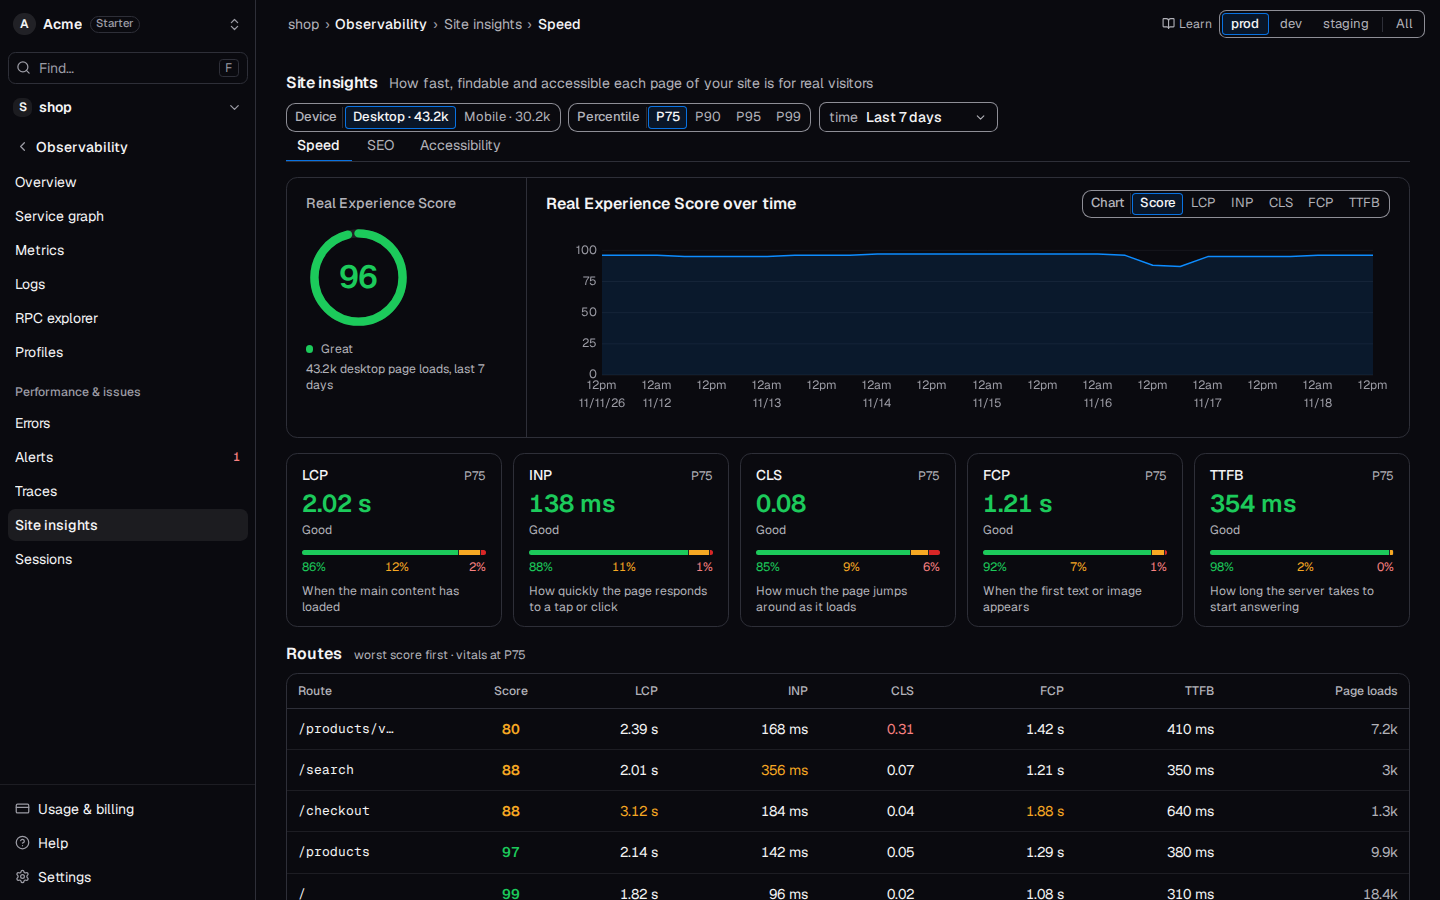 A Acme Starter
Find... F
S shop
Observability
Overview
Service graph
Metrics
Logs
RPC explorer
Profiles
Performance & issues
Errors
Alerts 1
Traces
Site insights
Sessions
Usage & billing
Help
Settings
shop › Observability › Site insights › Speed
Learn prod dev staging All
Site insights How fast, findable and accessible each page of your site is for real visitors
Device Desktop · 43.2k Mobile · 30.2k Percentile P75 P90 P95 P99 time Last 7 days
Speed SEO Accessibility
Real Experience Score
96
Great
43.2k desktop page loads, last 7
days
Real Experience Score over time
Chart Score LCP INP CLS FCP TTFB
100
75
50
25
0
12pm 12am 12pm 12am 12pm 12am 12pm 12am 12pm 12am 12pm 12am 12pm 12am 12pm
11/11/26 11/12 11/13 11/14 11/15 11/16 11/17 11/18
LCP P75
2.02 s
Good
86% 12% 2%
When the main content has
loaded
INP P75
138 ms
Good
88% 11% 1%
How quickly the page responds
to a tap or click
CLS P75
0.08
Good
85% 9% 6%
How much the page jumps
around as it loads
FCP P75
1.21 s
Good
92% 7% 1%
When the first text or image
appears
TTFB P75
354 ms
Good
98% 2% 0%
How long the server takes to
start answering
Routes worst score first · vitals at P75
Route Score LCP INP CLS FCP TTFB Page loads
/products/v… 80 2.39 s 168 ms 0.31 1.42 s 410 ms 7.2k
/search 88 2.01 s 356 ms 0.07 1.21 s 350 ms 3k
/checkout 88 3.12 s 184 ms 0.04 1.88 s 640 ms 1.3k
/products 97 2.14 s 142 ms 0.05 1.29 s 380 ms 9.9k
/ 99 1.82 s 96 ms 0.02 1.08 s 310 ms 18.4k